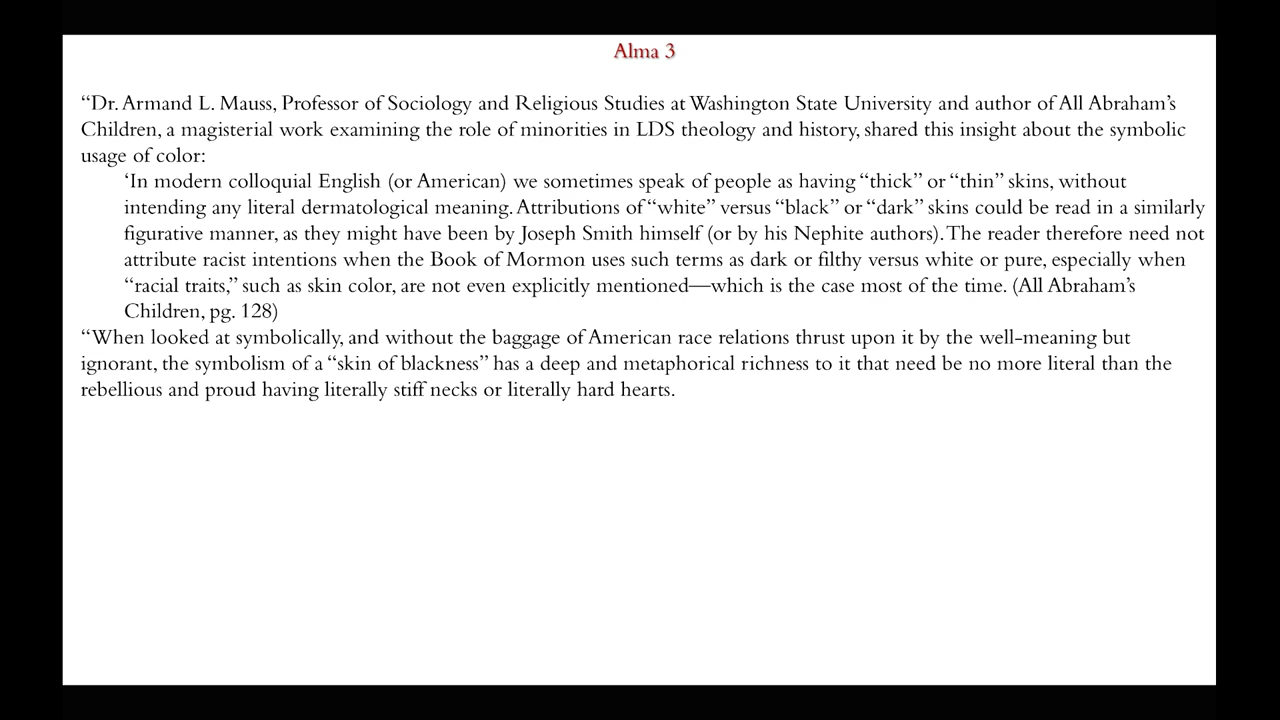 Alma 3
“Dr. Armand L. Mauss, Professor of Sociology and Religious Studies at Washington State University and author of All Abraham’s
Children, a magisterial work examining the role of minorities in LDS theology and history, shared this insight about the symbolic
usage of color:
‘In modern colloquial English (or American) we sometimes speak of people as having “thick” or “thin” skins, without
intending any literal dermatological meaning. Attributions of “white” versus “black” or “dark” skins could be read in a similarly
figurative manner, as they might have been by Joseph Smith himself (or by his Nephite authors). The reader therefore need not
attribute racist intentions when the Book of Mormon uses such terms as dark or filthy versus white or pure, especially when
“racial traits,” such as skin color, are not even explicitly mentioned—which is the case most of the time. (All Abraham’s
Children, pg. 128)
“When looked at symbolically, and without the baggage of American race relations thrust upon it by the well-meaning but
ignorant, the symbolism of a “skin of blackness” has a deep and metaphorical richness to it that need be no more literal than the
rebellious and proud having literally stiff necks or literally hard hearts.